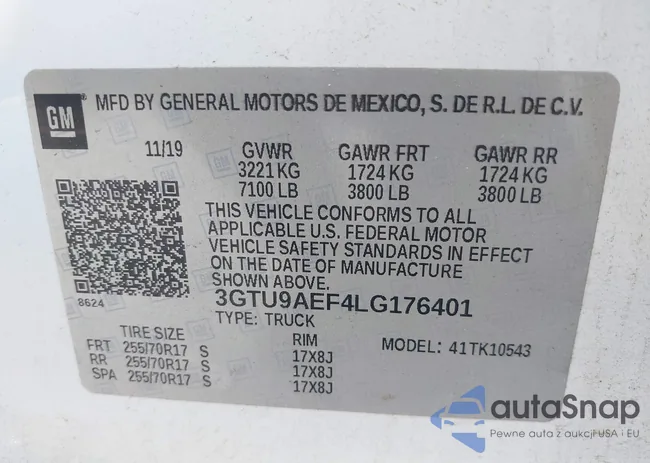 GM
MFD BY GENERAL MOTORS DE MEXICO, S. DE R.L. DE C.V.
11/19 GVWR GAWR FRT GAWR RR
3221 KG 1724 KG 1724 KG
7100 LB 3800 LB 3800 LB
THIS VEHICLE CONFORMS TO ALL
APPLICABLE U.S. FEDERAL MOTOR
VEHICLE SAFETY STANDARDS IN EFFECT
ON THE DATE OF MANUFACTURE
SHOWN ABOVE.
8624
3GTU9AEF4LG176401
TYPE: TRUCK
TIRE SIZE RIM MODEL: 41TK10543
FRT 255/70R17 S 17X8J
RR 255/70R17 S 17X8J
SPA 255/70R17 S 17X8J
autaSnap
Pewne auta z aukcji USA i EU